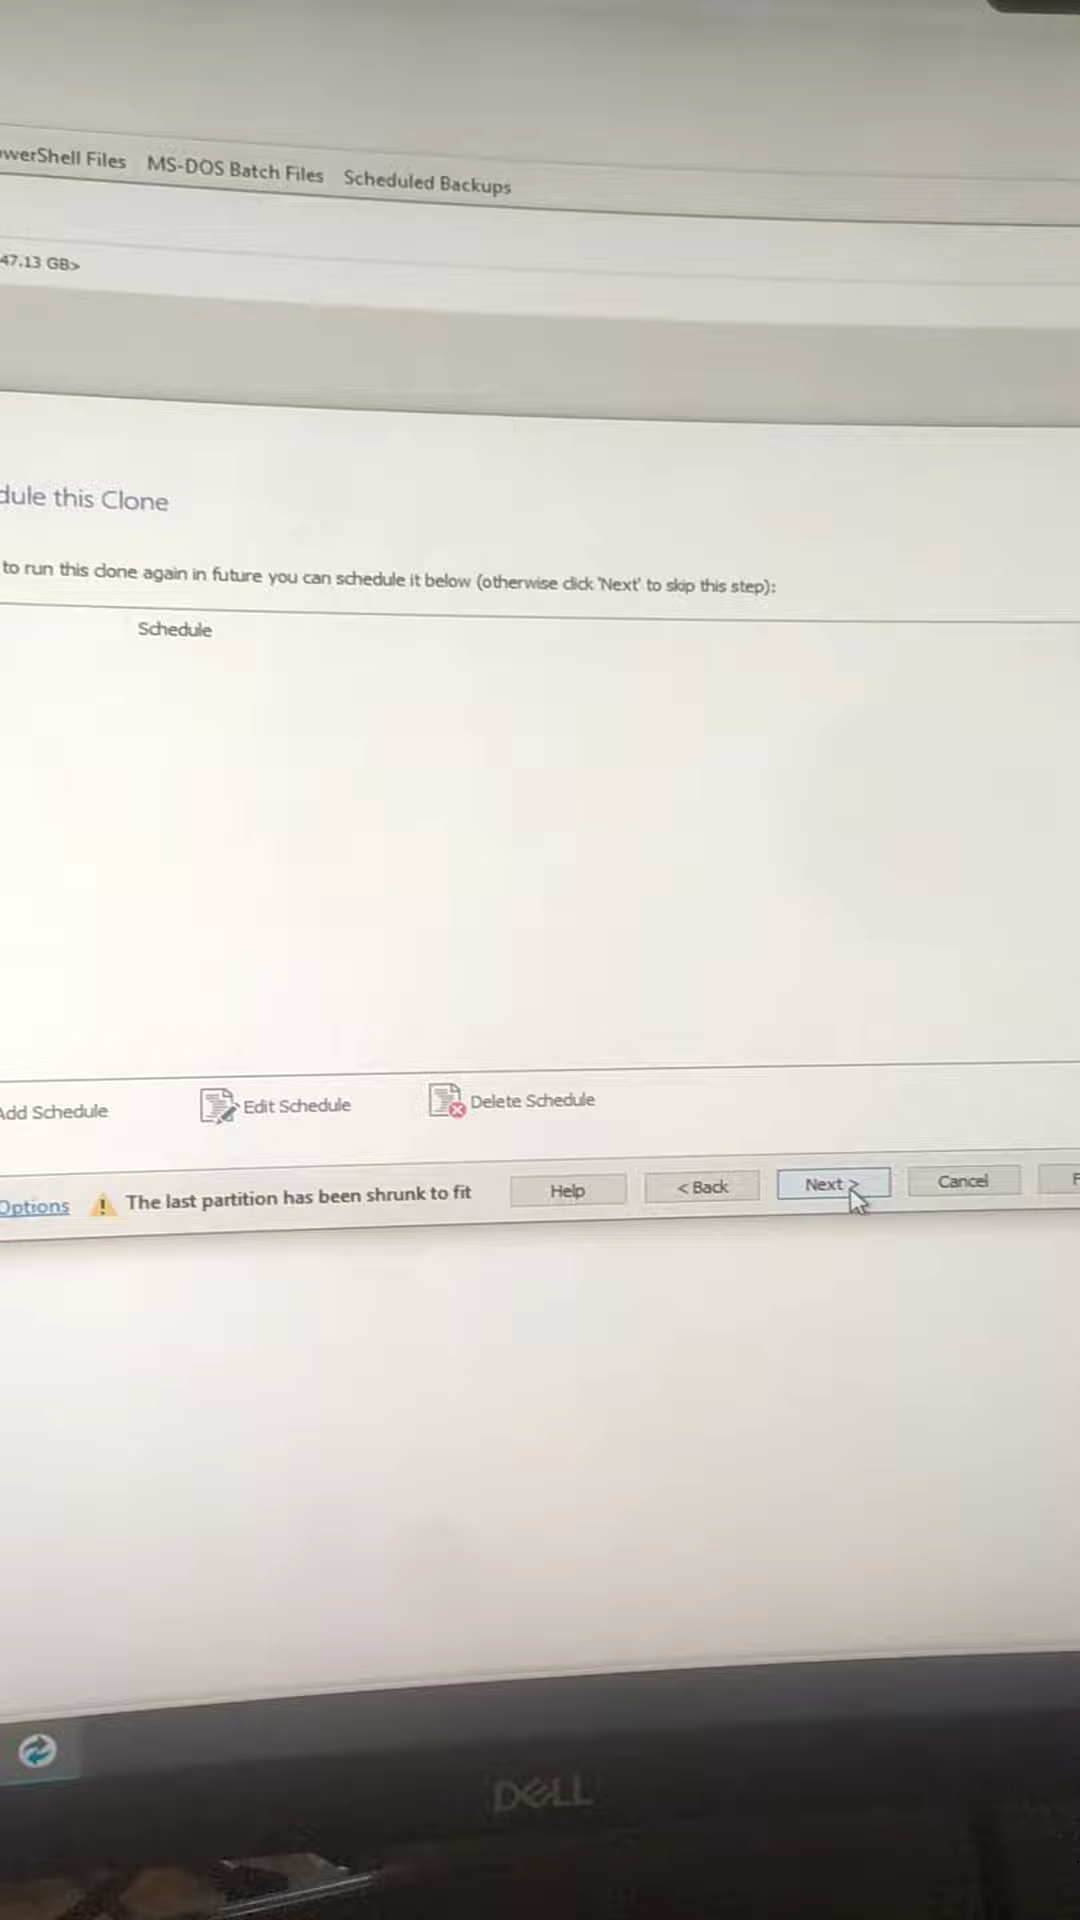 owerShell Files MS-DOS Batch Files Scheduled Backups
47.13 GB>
dule this Clone
to run this clone again in future you can schedule it below (otherwise click 'Next' to skip this step):
Schedule
Add Schedule Edit Schedule Delete Schedule
Options The last partition has been shrunk to fit Help < Back Next > Cancel F
DELL